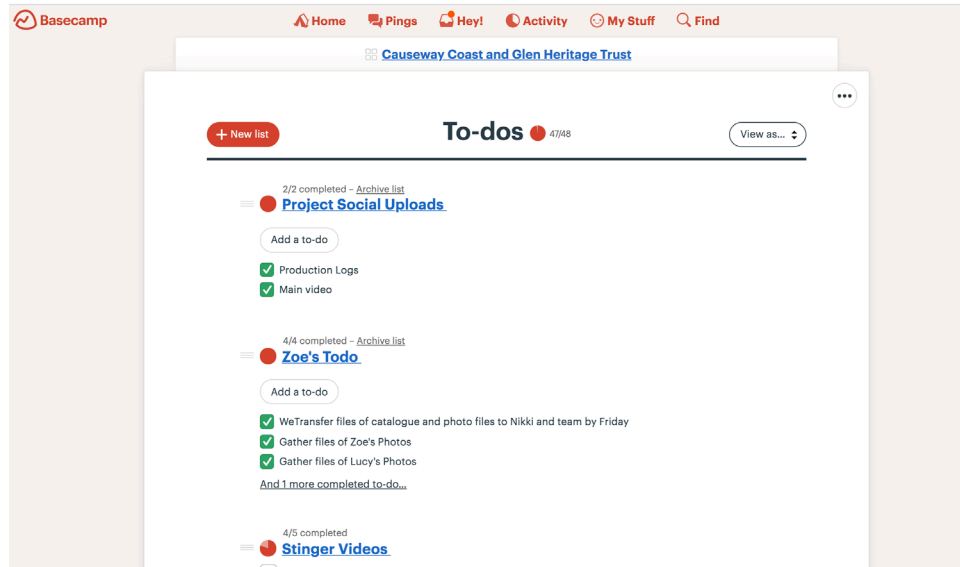 Basecamp
Home Pings Hey! Activity My Stuff Find
Causeway Coast and Glen Heritage Trust
+ New list
To-dos 47/48
View as...
2/2 completed – Archive list
Project Social Uploads
Add a to-do
Production Logs
Main video
4/4 completed – Archive list
Zoe's Todo
Add a to-do
WeTransfer files of catalogue and photo files to Nikki and team by Friday
Gather files of Zoe's Photos
Gather files of Lucy's Photos
And 1 more completed to-do...
4/5 completed
Stinger Videos